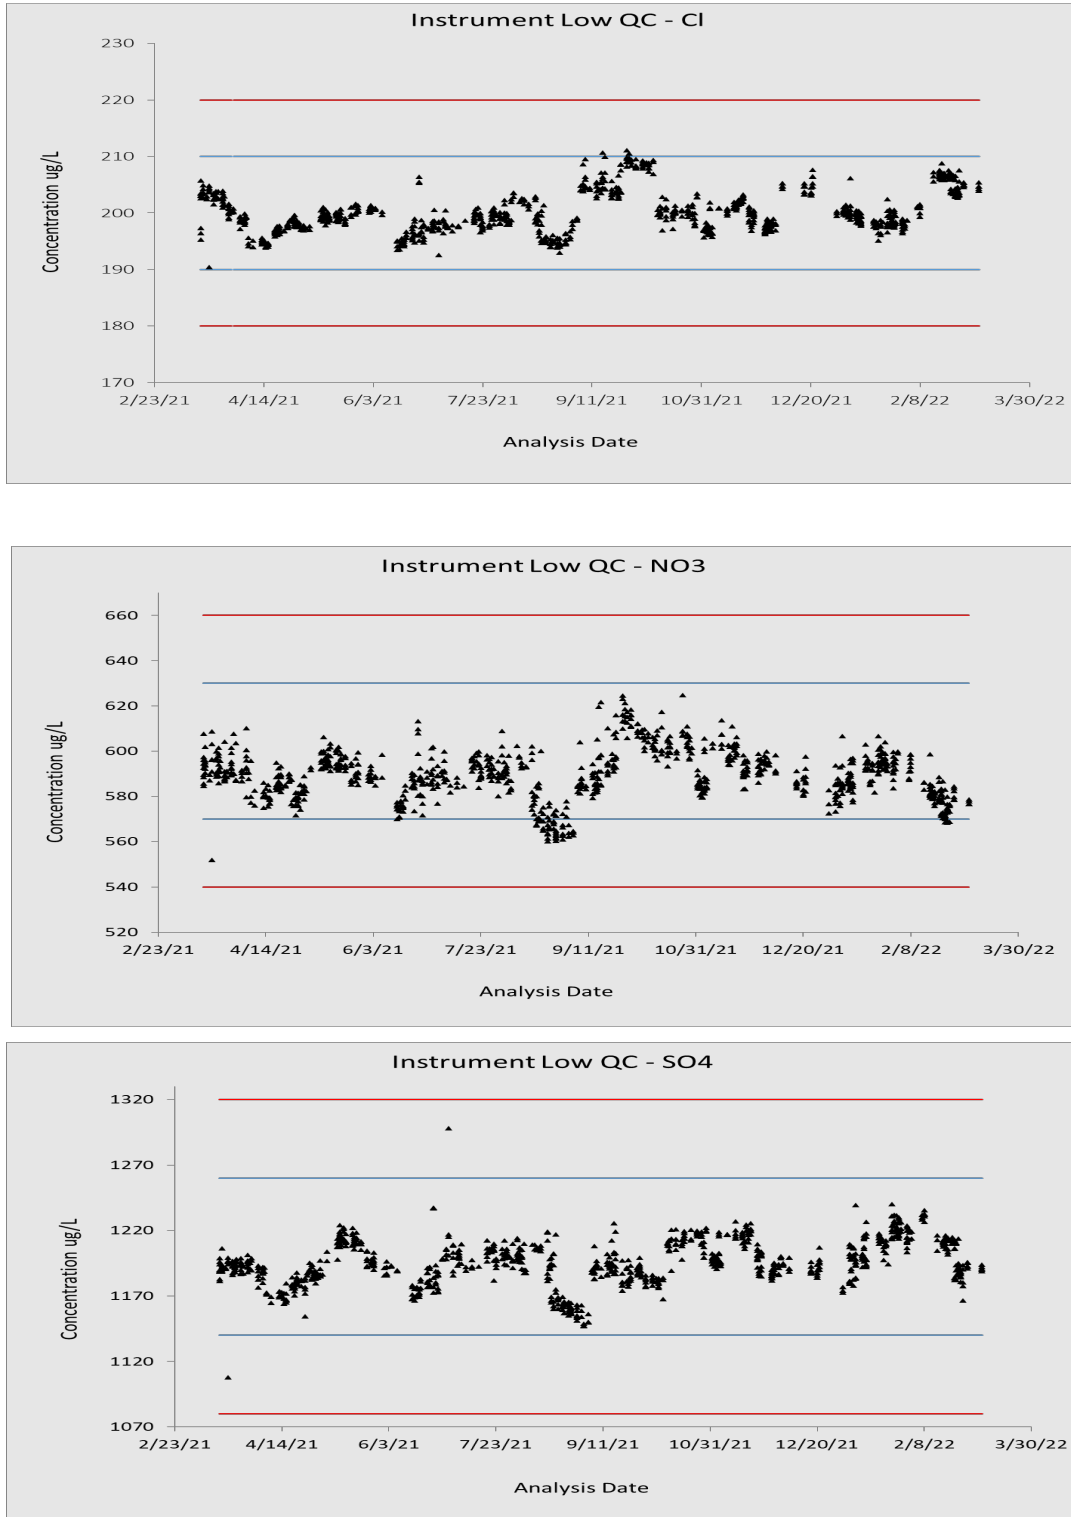 Instrument Low QC - Cl
230
220
210
200
190
180
170
2/23/21 4/14/21 6/3/21 7/23/21 9/11/21 10/31/21 12/20/21 2/8/22 3/30/22
Concentration ug/L
Analysis Date
Instrument Low QC - NO3
660
640
620
600
580
560
540
520
2/23/21 4/14/21 6/3/21 7/23/21 9/11/21 10/31/21 12/20/21 2/8/22 3/30/22
Concentration ug/L
Analysis Date
Instrument Low QC - SO4
1320
1270
1220
1170
1120
1070
2/23/21 4/14/21 6/3/21 7/23/21 9/11/21 10/31/21 12/20/21 2/8/22 3/30/22
Concentration ug/L
Analysis Date